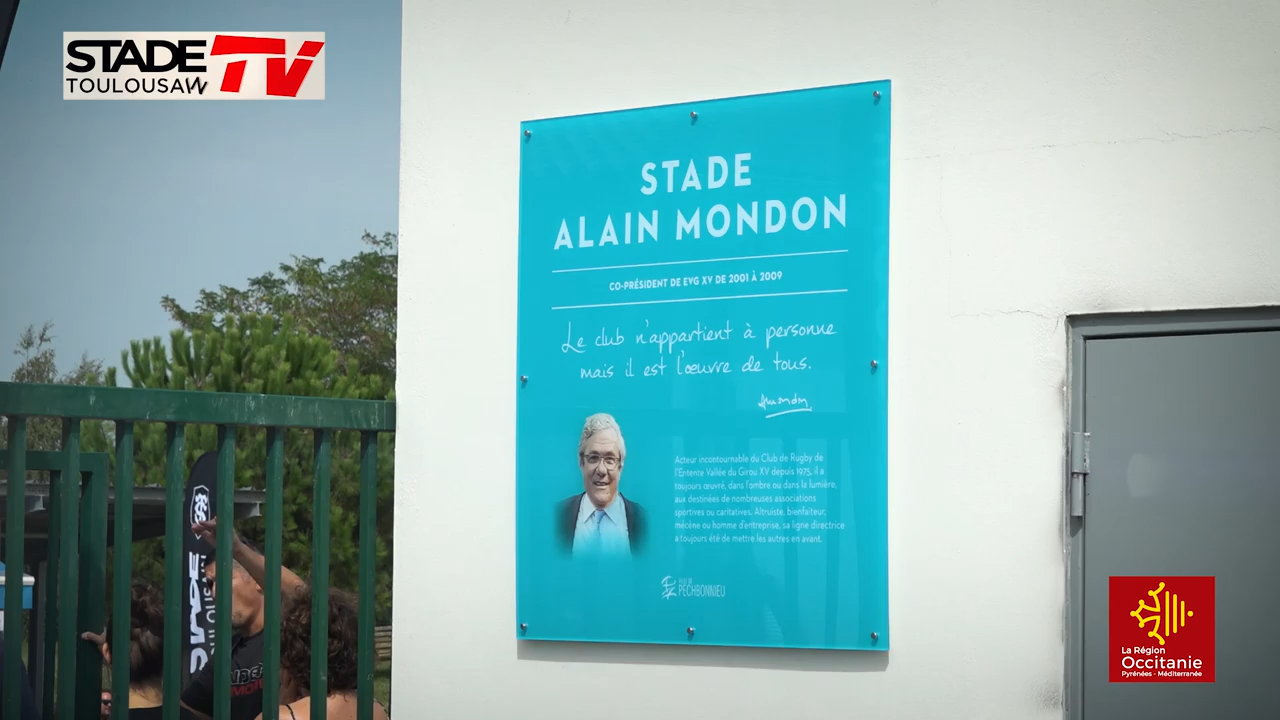 STADE TV
TOULOUSAIN
STADE
ALAIN MONDON
CO-PRÉSIDENT DE EVG XV DE 2001 À 2009
Le club n'appartient à personne
mais il est l'œuvre de tous.
Amondon
Acteur incontournable du Club de Rugby de
l'Entente Vallée du Girou XV depuis 1975, il a
toujours œuvré, dans l'ombre ou dans la lumière,
aux destinées de nombreuses associations
sportives ou caritatives. Altruiste, bienfaiteur,
mécène ou homme d'entreprise, sa ligne directrice
a toujours été de mettre les autres en avant.
PECHBONNIEU
STADE
TOULOUSAIN
La Région
Occitanie
Pyrénées - Méditerranée